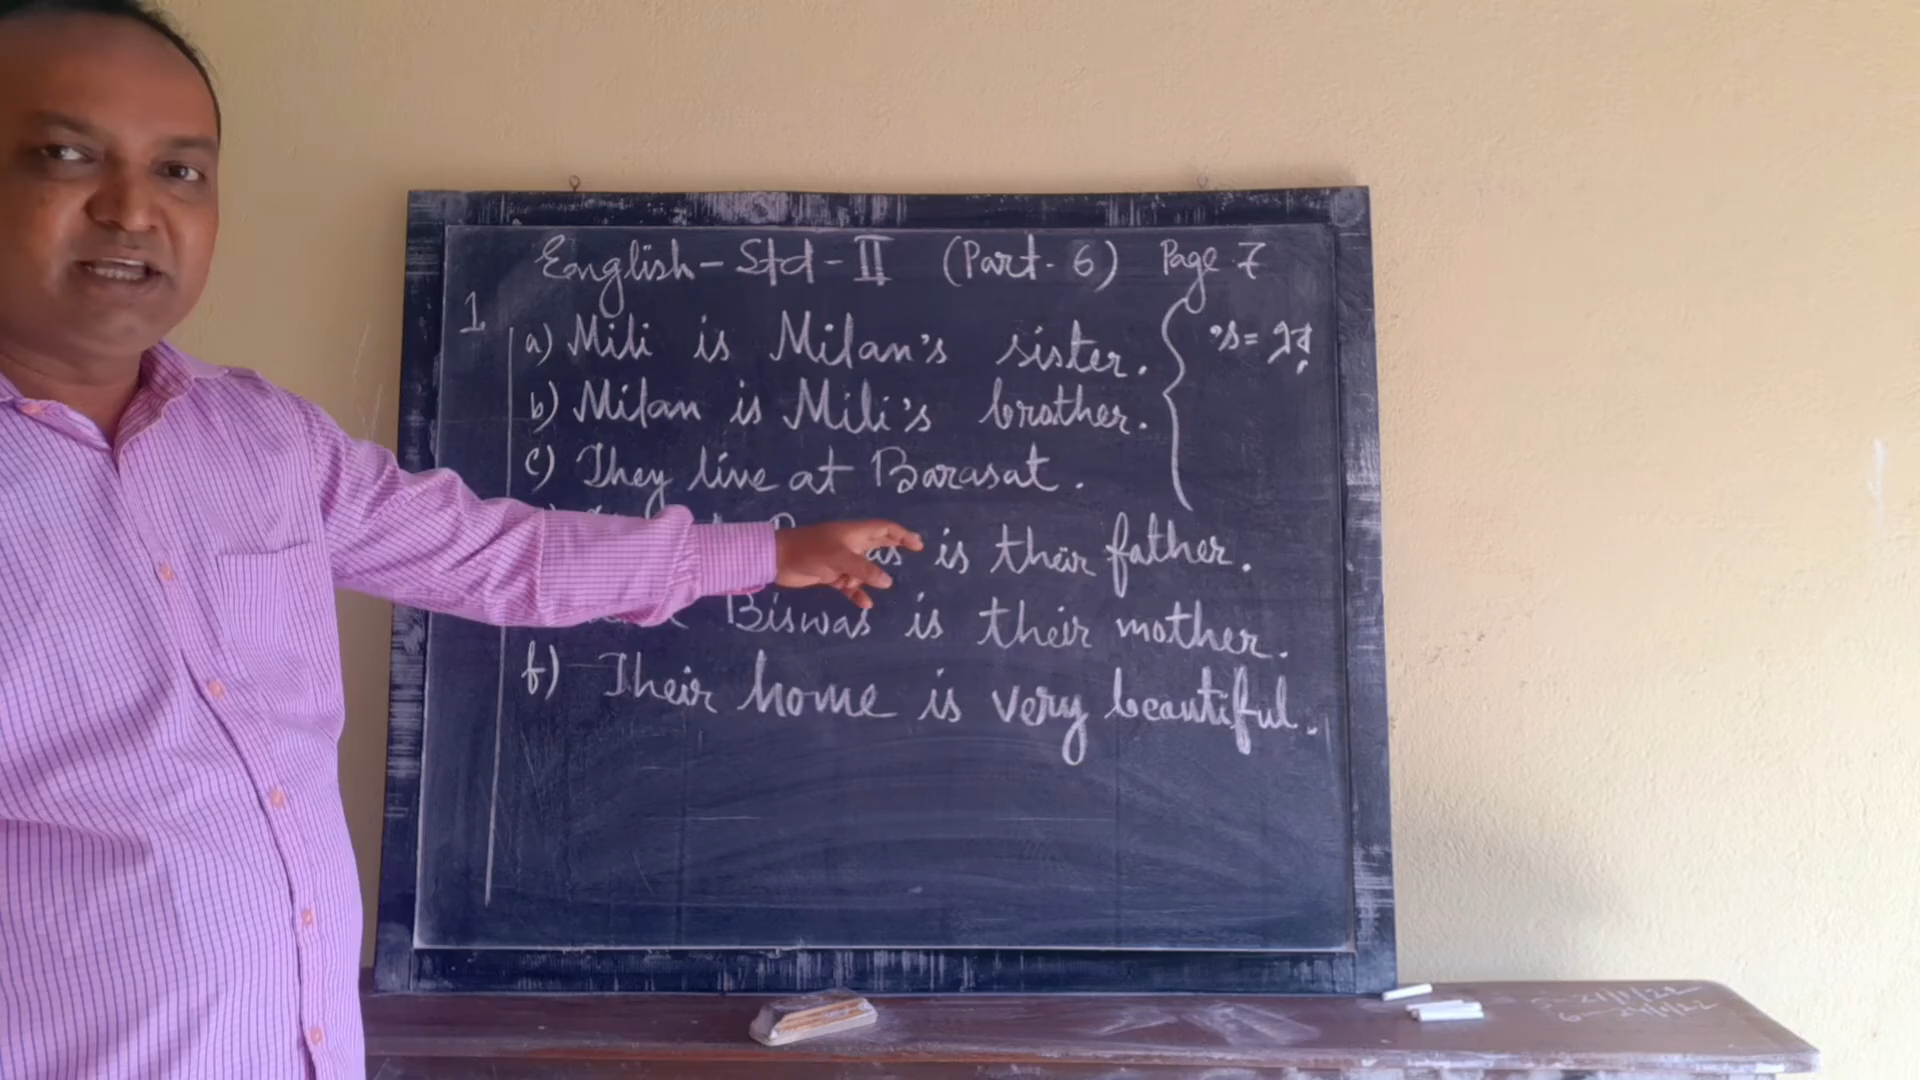 English - Std - II (Part - 6) Page 7
1
a) Mili is Milan's sister.
's = এর
b) Milan is Mili's brother.
c) They live at Barasat.
is their father.
Biswas is their mother.
f) Their home is very beautiful.